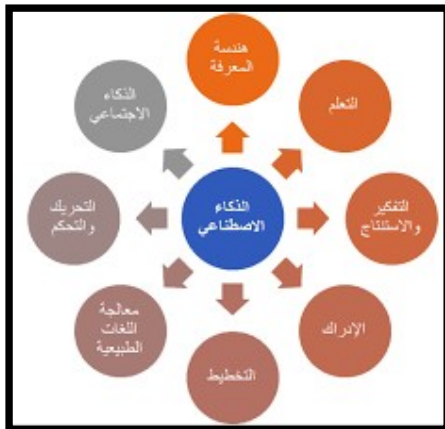 هندسة
المعرفة
التعلم
التفكير
والاستنتاج
الإدراك
التخطيط
معالجة
اللغات
الطبيعية
التحريك
والتحكم
الذكاء
الاجتماعي
الذكاء
الاصطناعي